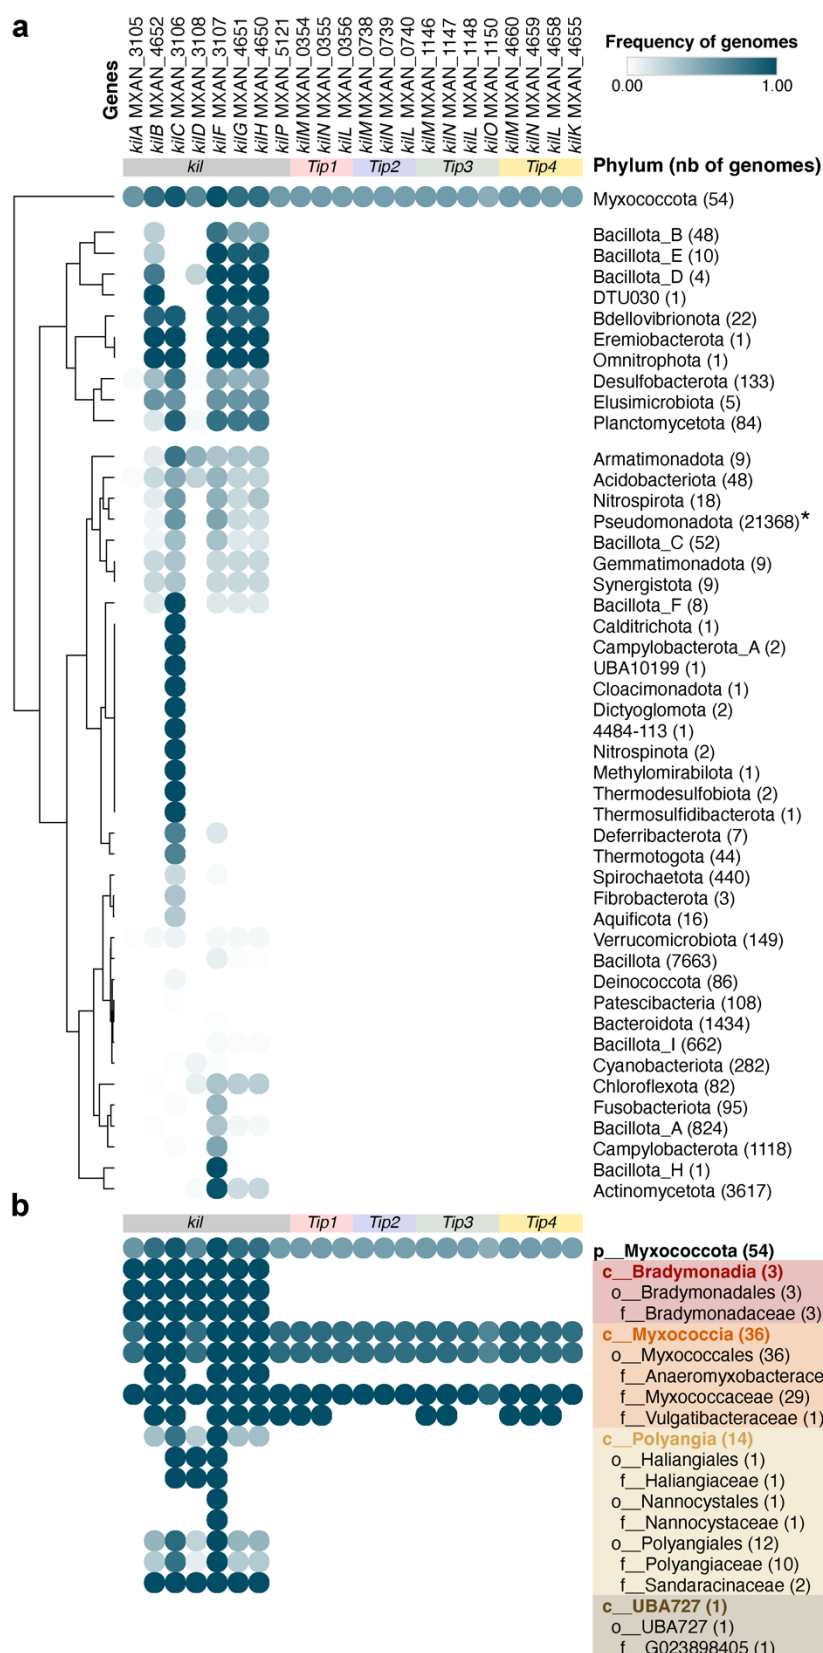 a
Genes
kilA MXAN_3105
kilB MXAN_4652
kilC MXAN_3106
kilD MXAN_3108
kilF MXAN_3107
kilG MXAN_4651
kilH MXAN_4650
kilP MXAN_5121
kilM MXAN_0354
kilN MXAN_0355
kilL MXAN_0356
kilM MXAN_0738
kilN MXAN_0739
kilL MXAN_0740
kilM MXAN_1146
kilN MXAN_1147
kilL MXAN_1148
kilO MXAN_1150
kilM MXAN_4660
kilN MXAN_4659
kilL MXAN_4658
kilK MXAN_4655
Frequency of genomes
0.00 1.00
kil Tip1 Tip2 Tip3 Tip4
Phylum (nb of genomes)
Myxococcota (54)
Bacillota_B (48)
Bacillota_E (10)
Bacillota_D (4)
DTU030 (1)
Bdellovibrionota (22)
Eremiobacterota (1)
Omnitrophota (1)
Desulfobacterota (133)
Elusimicrobiota (5)
Planctomycetota (84)
Armatimonadota (9)
Acidobacteriota (48)
Nitrospirota (18)
Pseudomonadota (21368)*
Bacillota_C (52)
Gemmatimonadota (9)
Synergistota (9)
Bacillota_F (8)
Calditrichota (1)
Campylobacterota_A (2)
UBA10199 (1)
Cloacimonadota (1)
Dictyoglomota (2)
4484-113 (1)
Nitrospinota (2)
Methylomirabilota (1)
Thermodesulfobiota (2)
Thermosulfidibacterota (1)
Deferribacterota (7)
Thermotogota (44)
Spirochaetota (440)
Fibrobacterota (3)
Aquificota (16)
Verrucomicrobiota (149)
Bacillota (7663)
Deinococcota (86)
Patescibacteria (108)
Bacteroidota (1434)
Bacillota_I (662)
Cyanobacteriota (282)
Chloroflexota (82)
Fusobacteriota (95)
Bacillota_A (824)
Campylobacterota (1118)
Bacillota_H (1)
Actinomycetota (3617)
b
kil Tip1 Tip2 Tip3 Tip4
p__Myxococcota (54)
c__Bradymonadia (3)
o__Bradymonadales (3)
f__Bradymonadaceae (3)
c__Myxococcia (36)
o__Myxococcales (36)
f__Anaeromyxobacterace
f__Myxococcaceae (29)
f__Vulgatibacteraceae (1)
c__Polyangia (14)
o__Haliangiales (1)
f__Haliangiaceae (1)
o__Nannocystales (1)
f__Nannocystaceae (1)
o__Polyangiales (12)
f__Polyangiaceae (10)
f__Sandaracinaceae (2)
c__UBA727 (1)
o__UBA727 (1)
f__G023898405 (1)